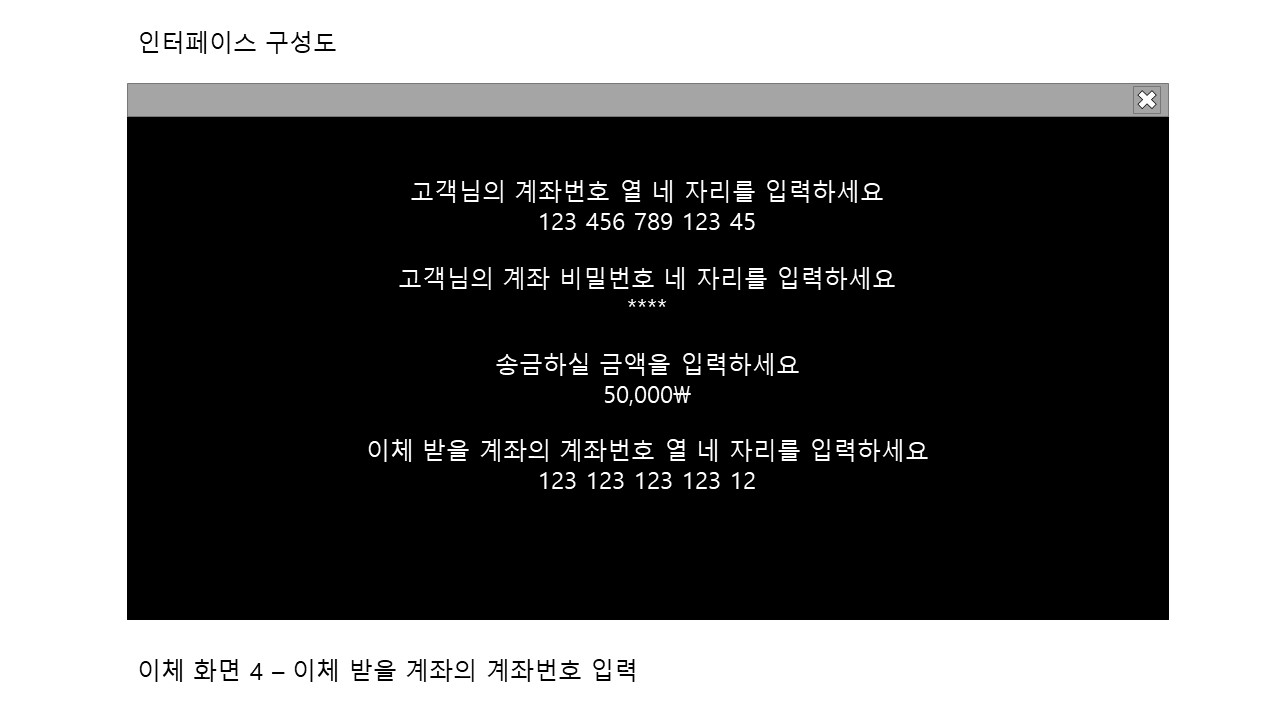 인터페이스 구성도
고객님의 계좌번호 열 네 자리를 입력하세요
123 456 789 123 45
고객님의 계좌 비밀번호 네 자리를 입력하세요
****
송금하실 금액을 입력하세요
50,000₩
이체 받을 계좌의 계좌번호 열 네 자리를 입력하세요
123 123 123 123 12
이체 화면 4 – 이체 받을 계좌의 계좌번호 입력